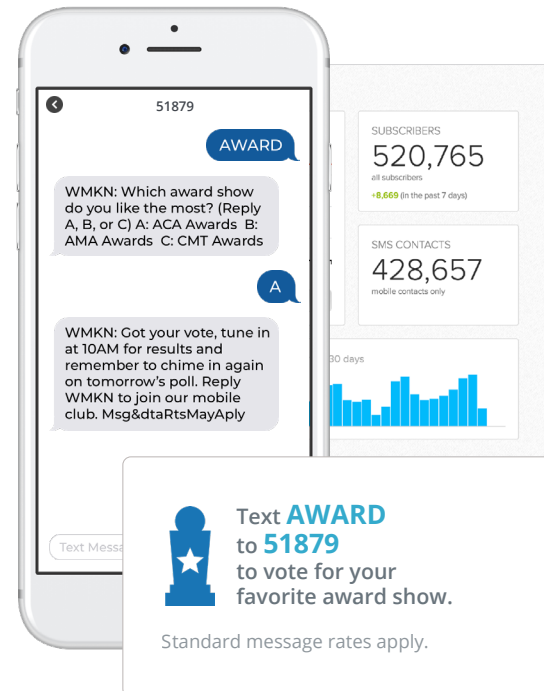 51879
AWARD
WMKN: Which award show
do you like the most? (Reply
A, B, or C) A: ACA Awards B:
AMA Awards C: CMT Awards
A
WMKN: Got your vote, tune in
at 10AM for results and
remember to chime in again
on tomorrow's poll. Reply
WMKN to join our mobile
club. Msg&dtaRtsMayAply
Text Messa
SUBSCRIBERS
520,765
all subscribers
+8,669 (in the past 7 days)
SMS CONTACTS
428,657
mobile contacts only
30 days
Text AWARD
to 51879
to vote for your
favorite award show.
Standard message rates apply.